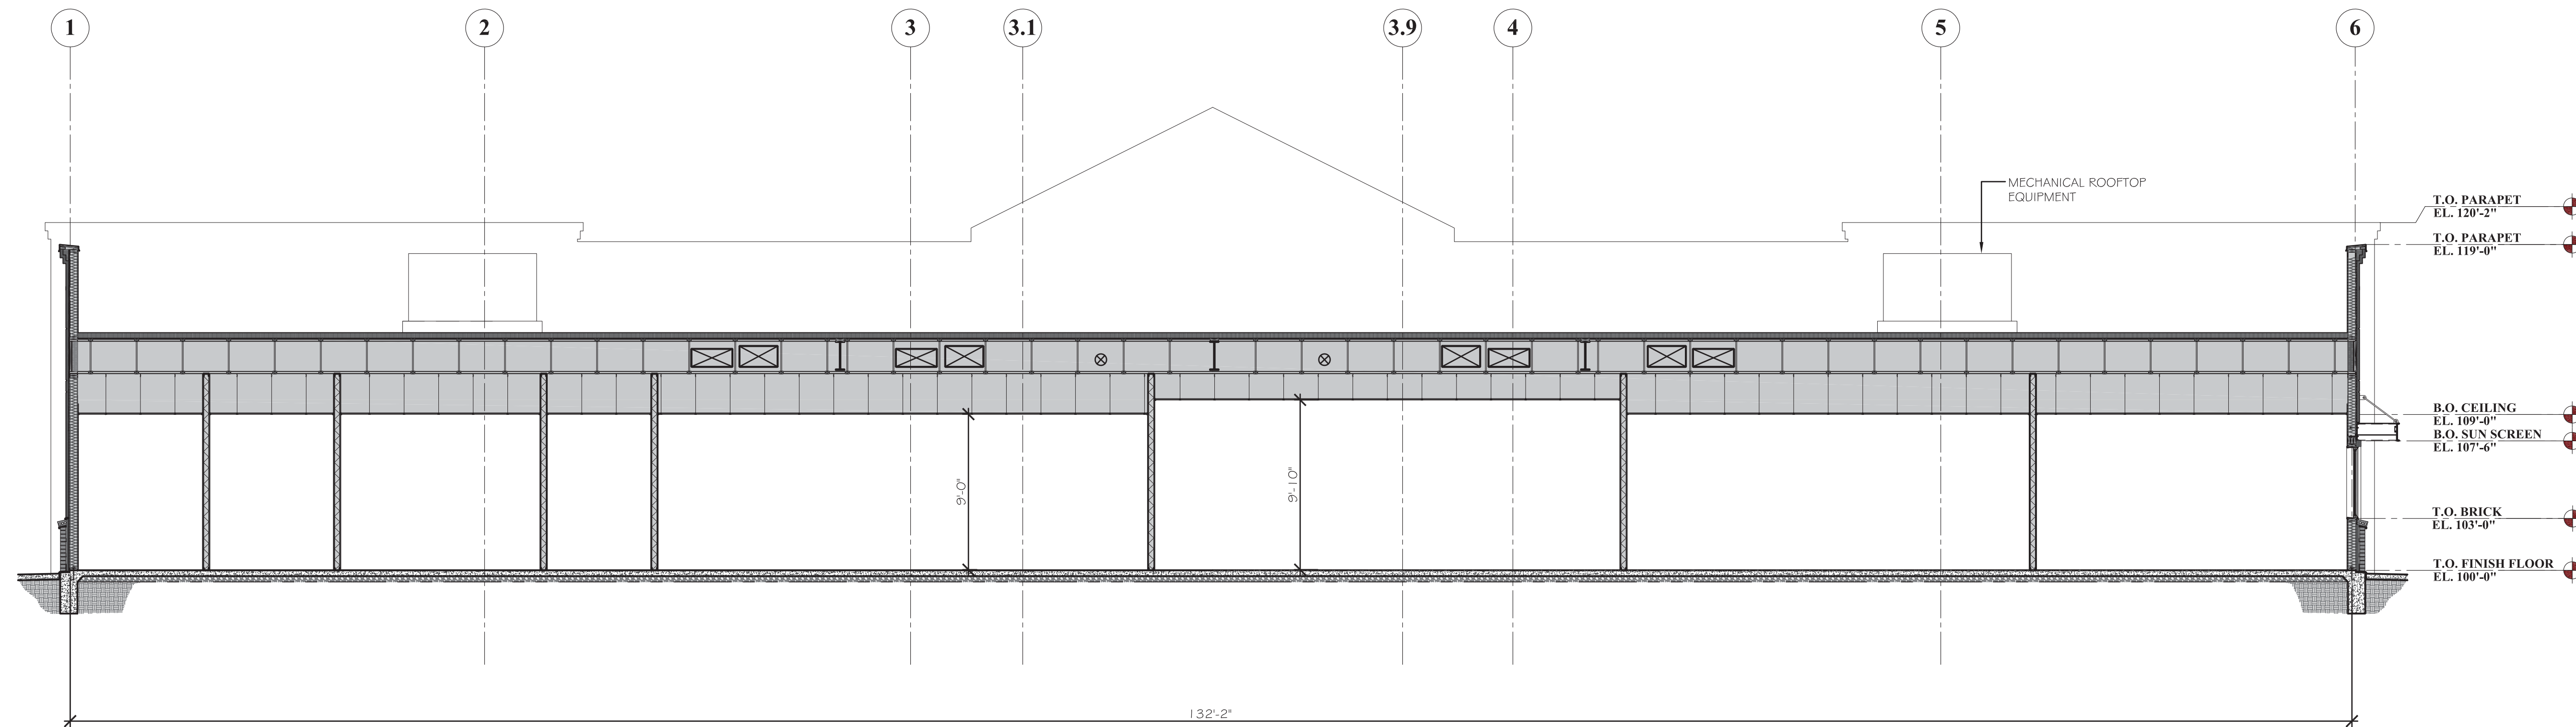 1
2
3
3.1
3.9
4
5
6
MECHANICAL ROOFTOP
EQUIPMENT
T.O. PARAPET
EL. 120'-2"
T.O. PARAPET
EL. 119'-0"
B.O. CEILING
EL. 109'-0"
B.O. SUN SCREEN
EL. 107'-6"
9'-0"
9'-10"
T.O. BRICK
EL. 103'-0"
T.O. FINISH FLOOR
EL. 100'-0"
132'-2"